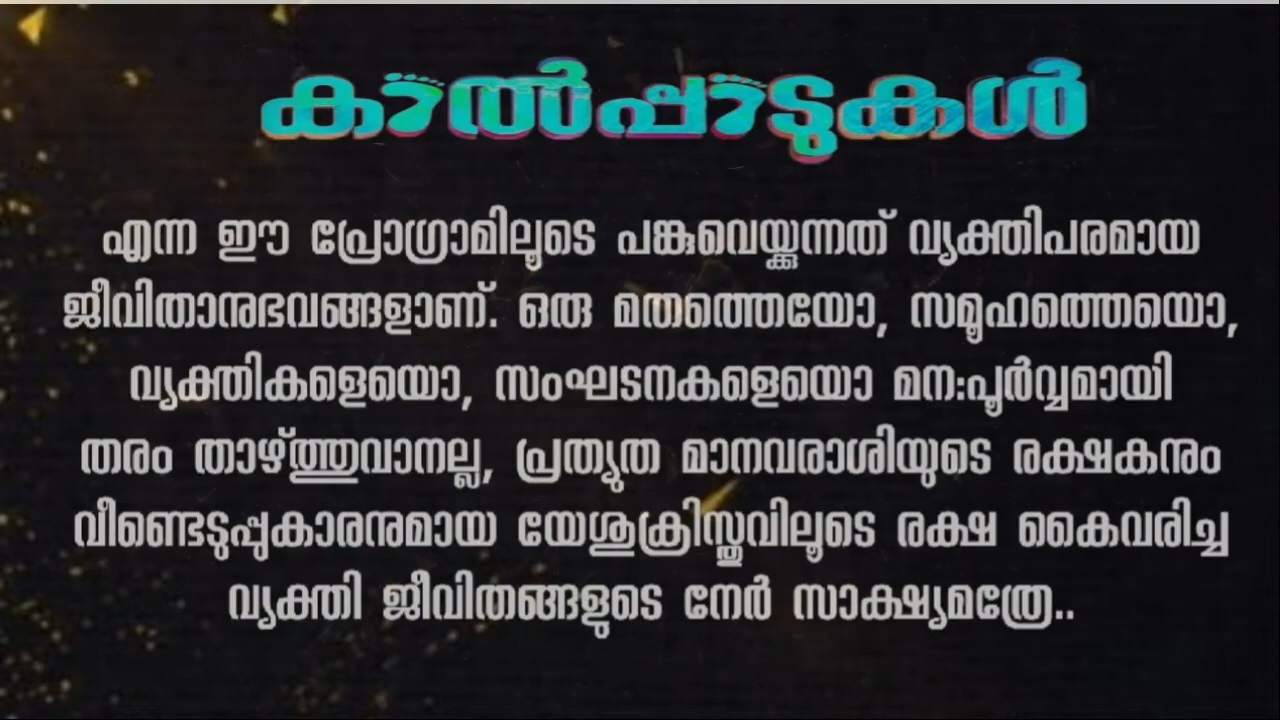 കാൽപ്പാടുകൾ
എന്ന ഈ പ്രോഗ്രാമിലൂടെ പങ്കുവെയ്ക്കുന്നത് വ്യക്തിപരമായ
ജീവിതാനുഭവങ്ങളാണ്. ഒരു മതത്തെയോ, സമൂഹത്തെയൊ,
വ്യക്തികളെയൊ, സംഘടനകളെയൊ മന:പൂർവ്വമായി
തരം താഴ്ത്തുവാനല്ല, പ്രത്യുത മാനവരാശിയുടെ രക്ഷകനും
വീണ്ടെടുപ്പുകാരനുമായ യേശുക്രിസ്തുവിലൂടെ രക്ഷ കൈവരിച്ച
വ്യക്തി ജീവിതങ്ങളുടെ നേർ സാക്ഷ്യമത്രേ..